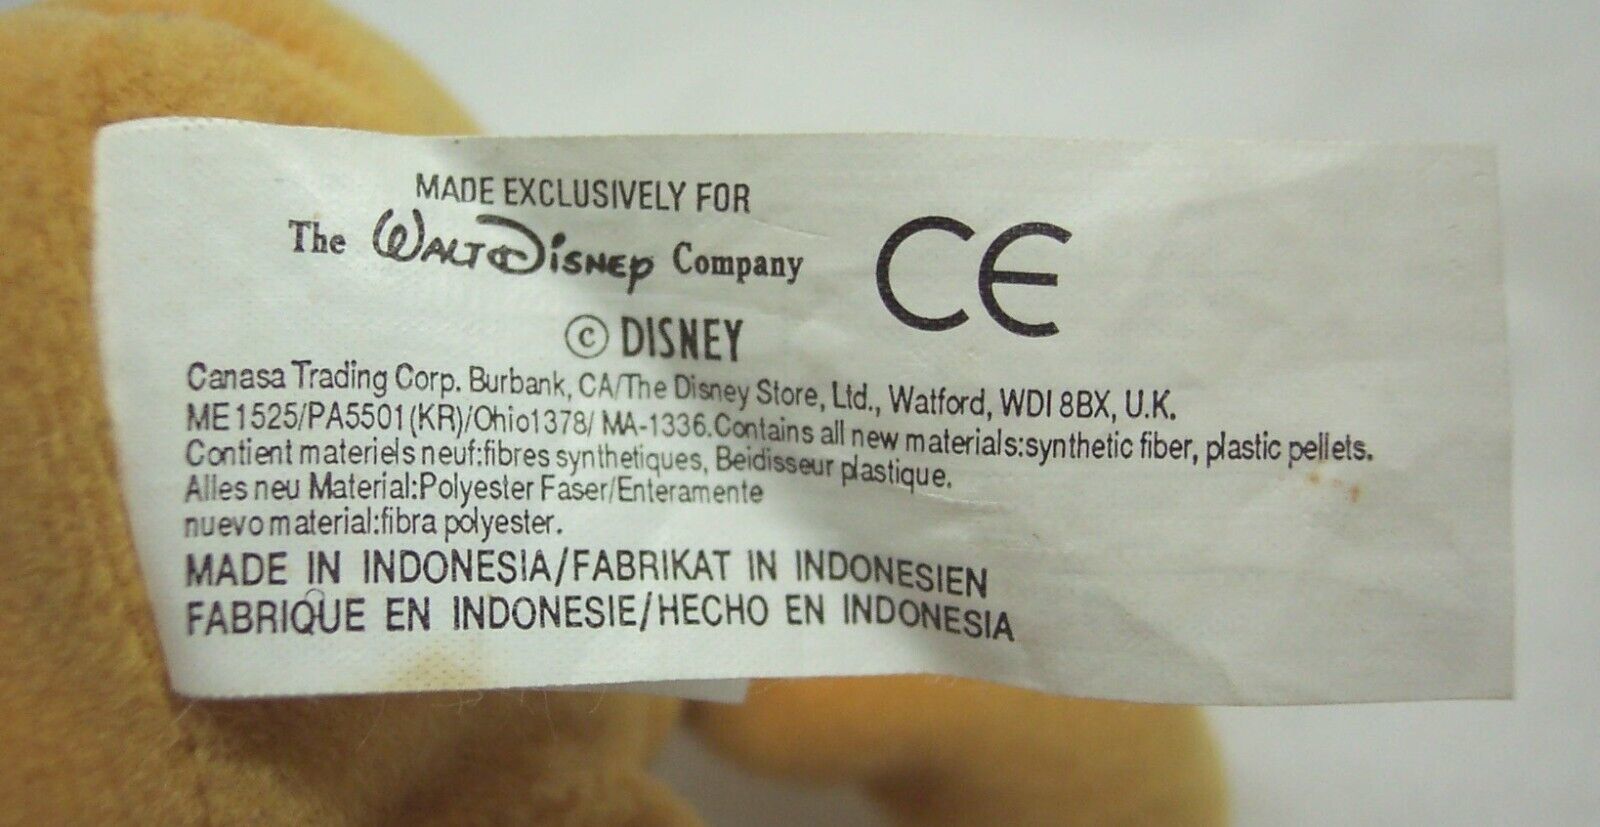 MADE EXCLUSIVELY FOR
The WALT DISNEY Company
CE
© DISNEY
Canasa Trading Corp. Burbank, CA/The Disney Store, Ltd., Watford, WDI 8BX, U.K.
ME1525/PA5501(KR)/Ohio1378/ MA-1336.Contains all new materials:synthetic fiber, plastic pellets.
Contient materiels neuf:fibres synthetiques, Beidisseur plastique.
Alles neu Material:Polyester Faser/Enteramente
nuevo material:fibra polyester.
MADE IN INDONESIA/FABRIKAT IN INDONESIEN
FABRIQUE EN INDONESIE/HECHO EN INDONESIA